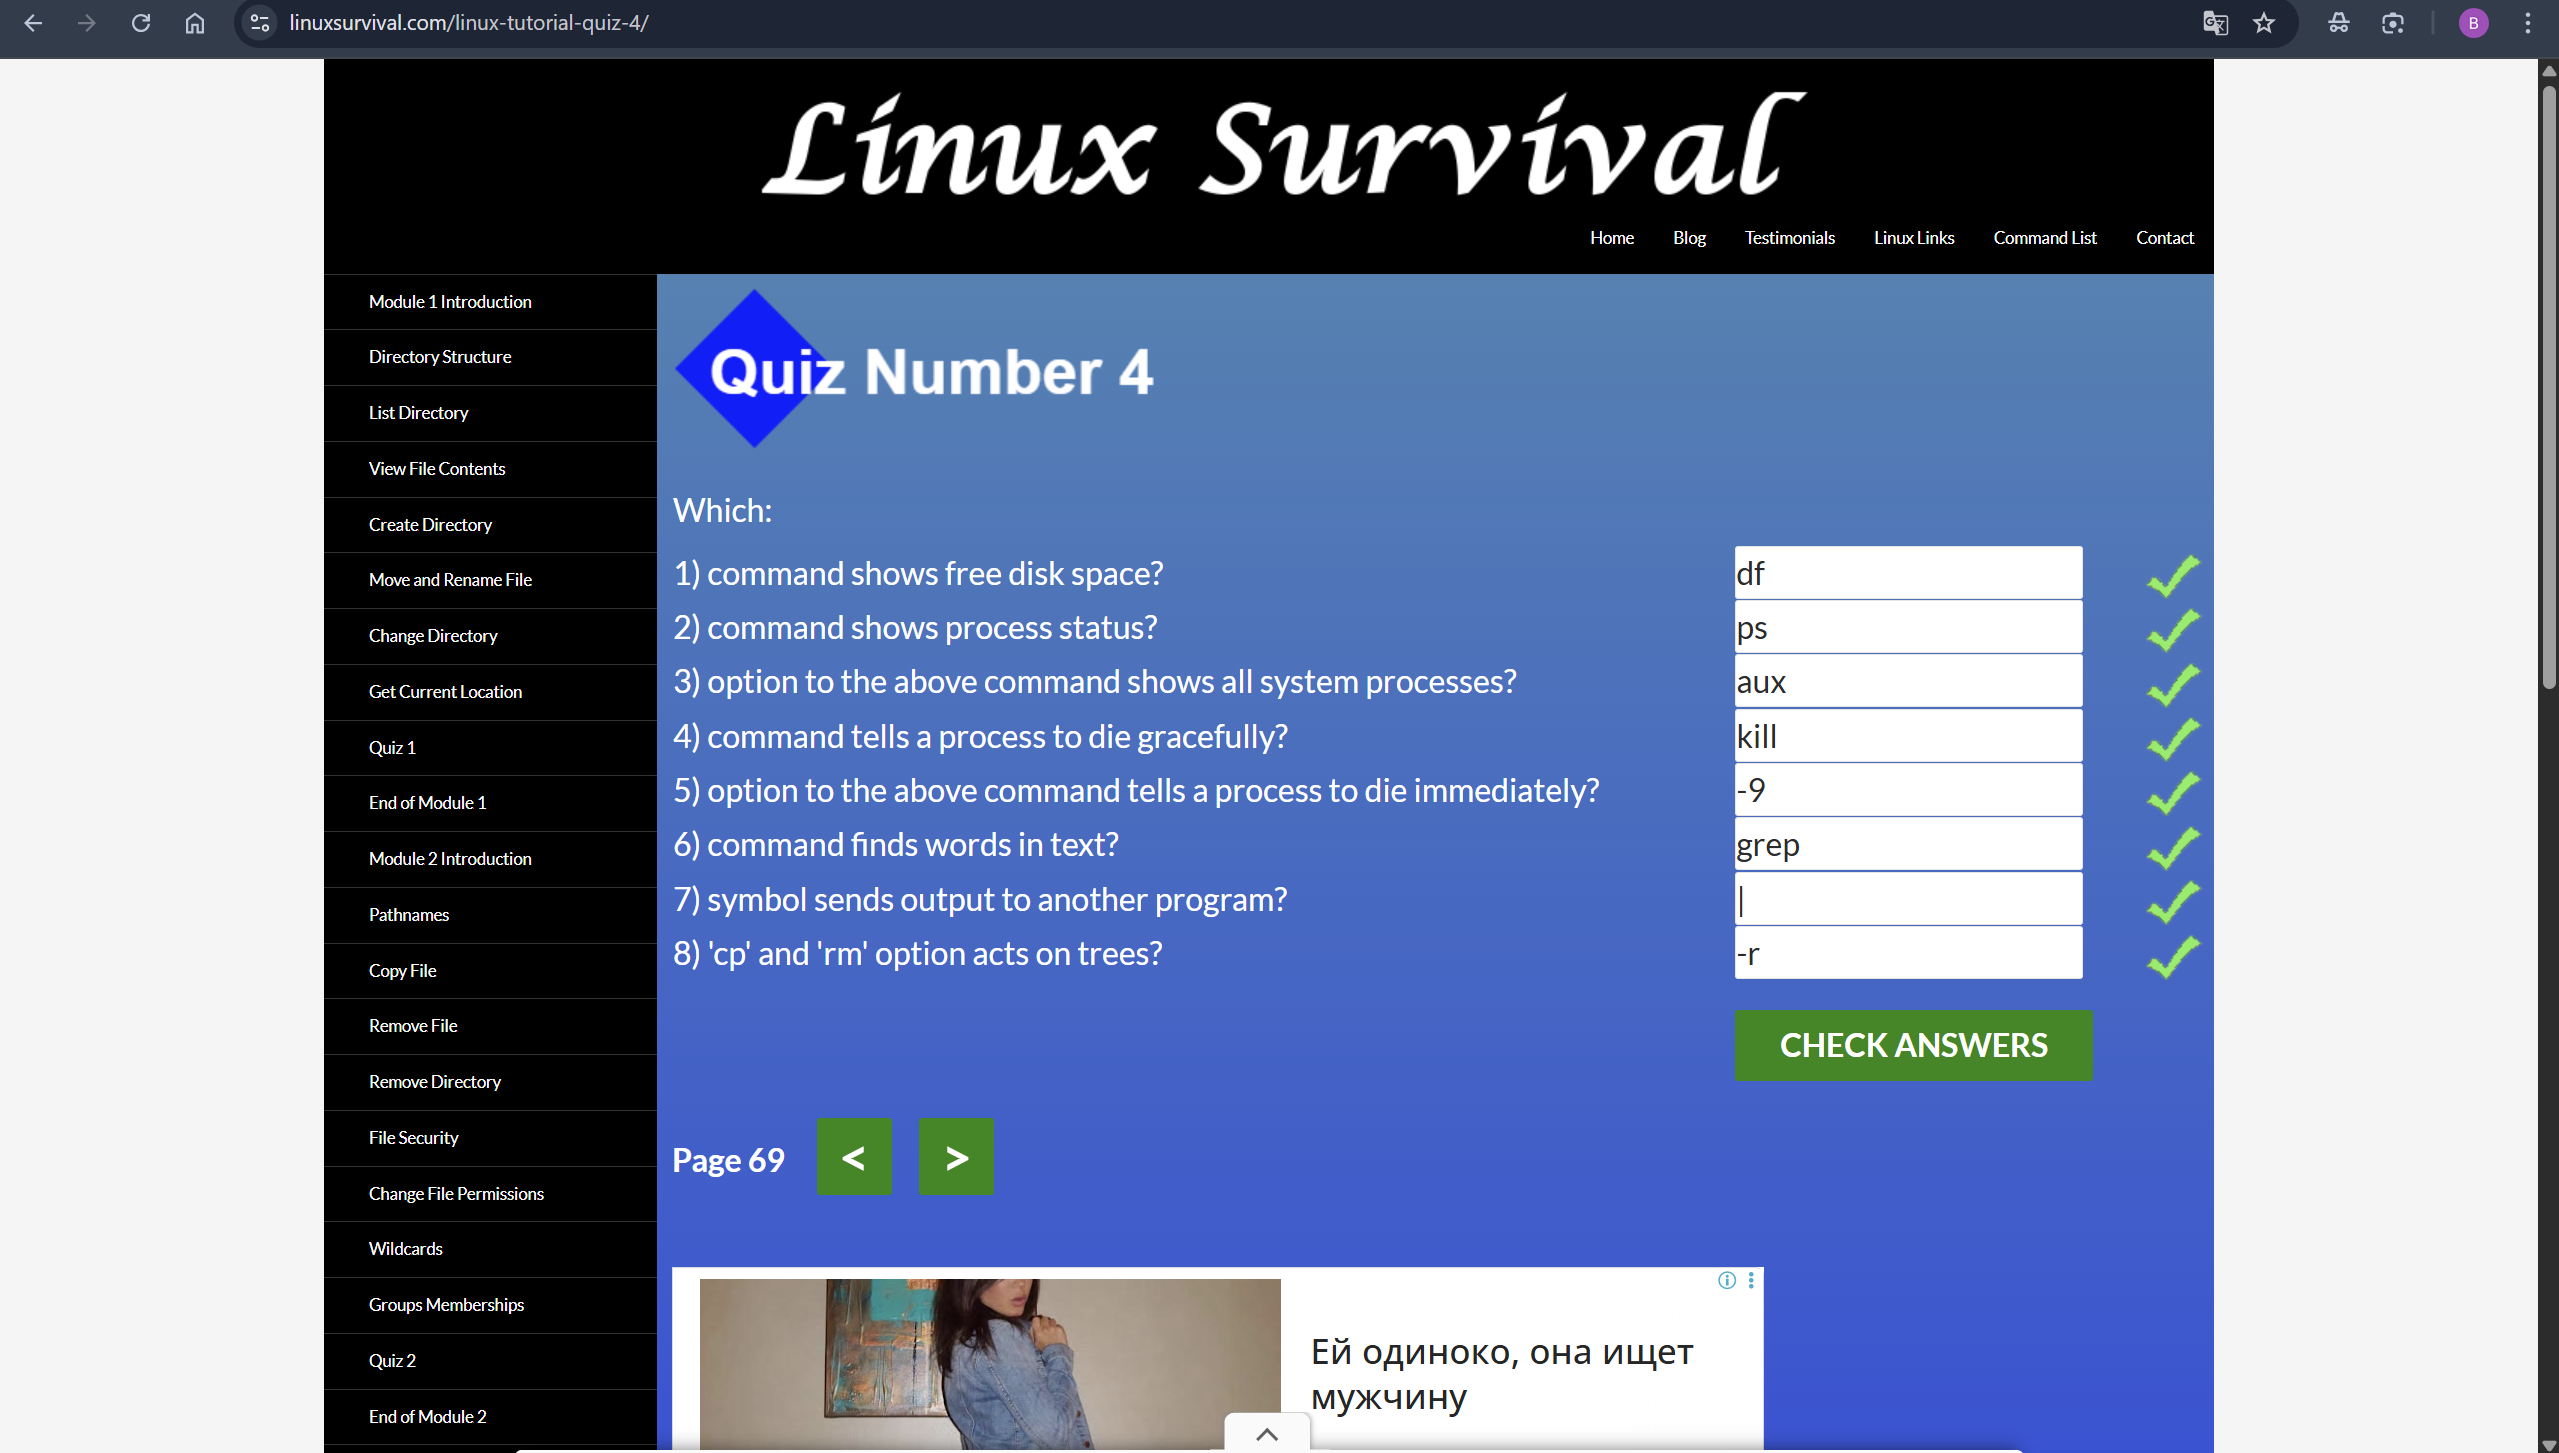 linuxsurvival.com/linux-tutorial-quiz-4/
B
Linux Survival
Home Blog Testimonials Linux Links Command List Contact
Module 1 Introduction
Directory Structure
List Directory
View File Contents
Create Directory
Move and Rename File
Change Directory
Get Current Location
Quiz 1
End of Module 1
Module 2 Introduction
Pathnames
Copy File
Remove File
Remove Directory
File Security
Change File Permissions
Wildcards
Groups Memberships
Quiz 2
End of Module 2
Quiz Number 4
Which:
1) command shows free disk space? df
2) command shows process status? ps
3) option to the above command shows all system processes? aux
4) command tells a process to die gracefully? kill
5) option to the above command tells a process to die immediately? -9
6) command finds words in text? grep
7) symbol sends output to another program? |
8) 'cp' and 'rm' option acts on trees? -r
CHECK ANSWERS
Page 69 < >
Ей одиноко, она ищет
мужчину